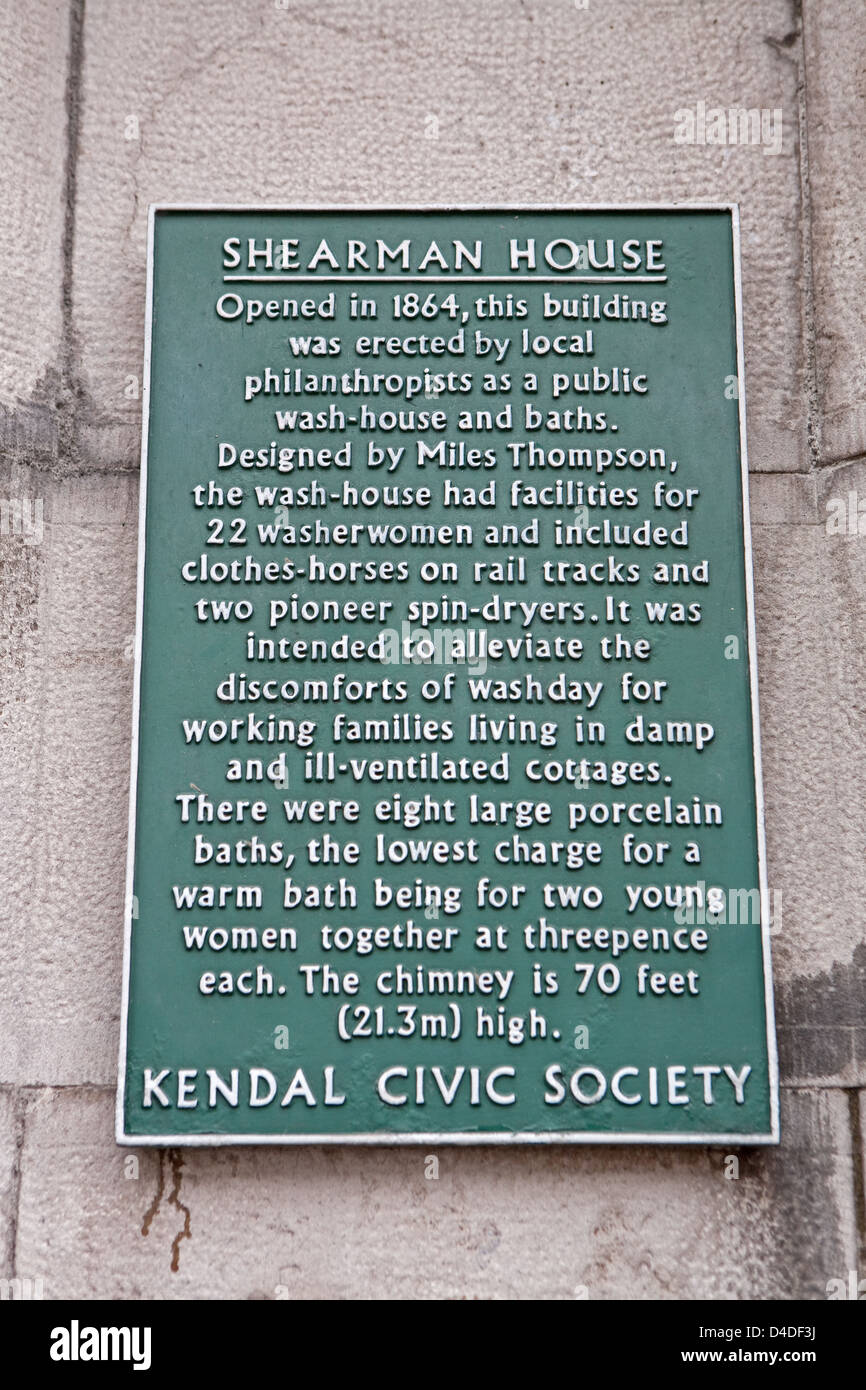 SHEARMAN HOUSE
Opened in 1864, this building
was erected by local
philanthropists as a public
wash-house and baths.
Designed by Miles Thompson,
the wash-house had facilities for
22 washerwomen and included
clothes-horses on rail tracks and
two pioneer spin-dryers. It was
intended to alleviate the
discomforts of washday for
working families living in damp
and ill-ventilated cottages.
There were eight large porcelain
baths, the lowest charge for a
warm bath being for two young
women together at threepence
each. The chimney is 70 feet
(21.3m) high.
KENDAL CIVIC SOCIETY
alamy
alamy
alamy
a alamy
Image ID: D4DF3J
www.alamy.com